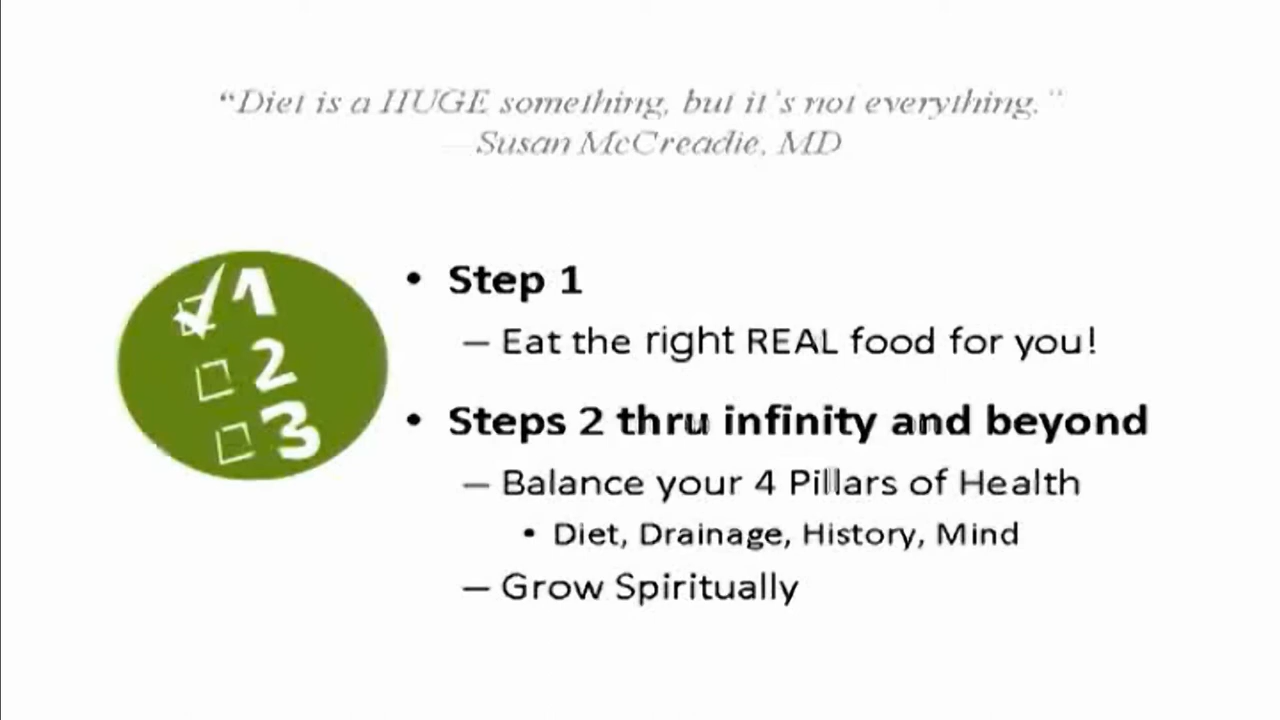 “Diet is a HUGE something, but it’s not everything.”
—Susan McCreadie, MD
1
2
3
• Step 1
– Eat the right REAL food for you!
• Steps 2 thru infinity and beyond
– Balance your 4 Pillars of Health
• Diet, Drainage, History, Mind
– Grow Spiritually